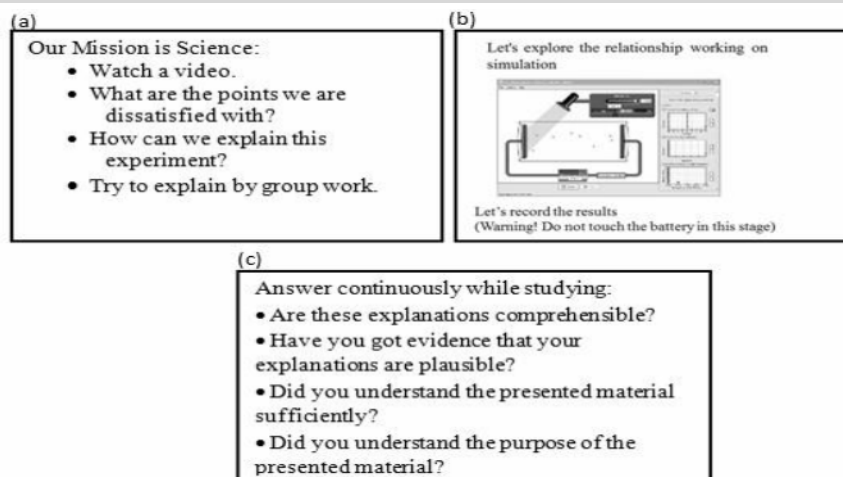 (a)
Our Mission is Science:
• Watch a video.
• What are the points we are
dissatisfied with?
• How can we explain this
experiment?
• Try to explain by group work.
(b)
Let's explore the relationship working on
simulation
Let's record the results
(Warning! Do not touch the battery in this stage)
(c)
Answer continuously while studying:
• Are these explanations comprehensible?
• Have you got evidence that your
explanations are plausible?
• Did you understand the presented material
sufficiently?
• Did you understand the purpose of the
presented material?